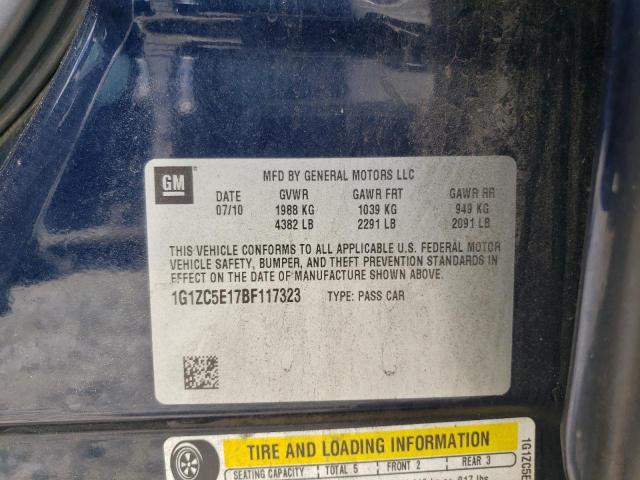 GM
MFD BY GENERAL MOTORS LLC
DATE GVWR GAWR FRT GAWR RR
07/10 1988 KG 1039 KG 949 KG
4382 LB 2291 LB 2091 LB
THIS VEHICLE CONFORMS TO ALL APPLICABLE U.S. FEDERAL MOTOR
VEHICLE SAFETY, BUMPER, AND THEFT PREVENTION STANDARDS IN
EFFECT ON THE DATE OF MANUFACTURE SHOWN ABOVE.
1G1ZC5E17BF117323 TYPE: PASS CAR
TIRE AND LOADING INFORMATION
SEATING CAPACITY TOTAL 5 FRONT 2 REAR 3
1G1ZC5E